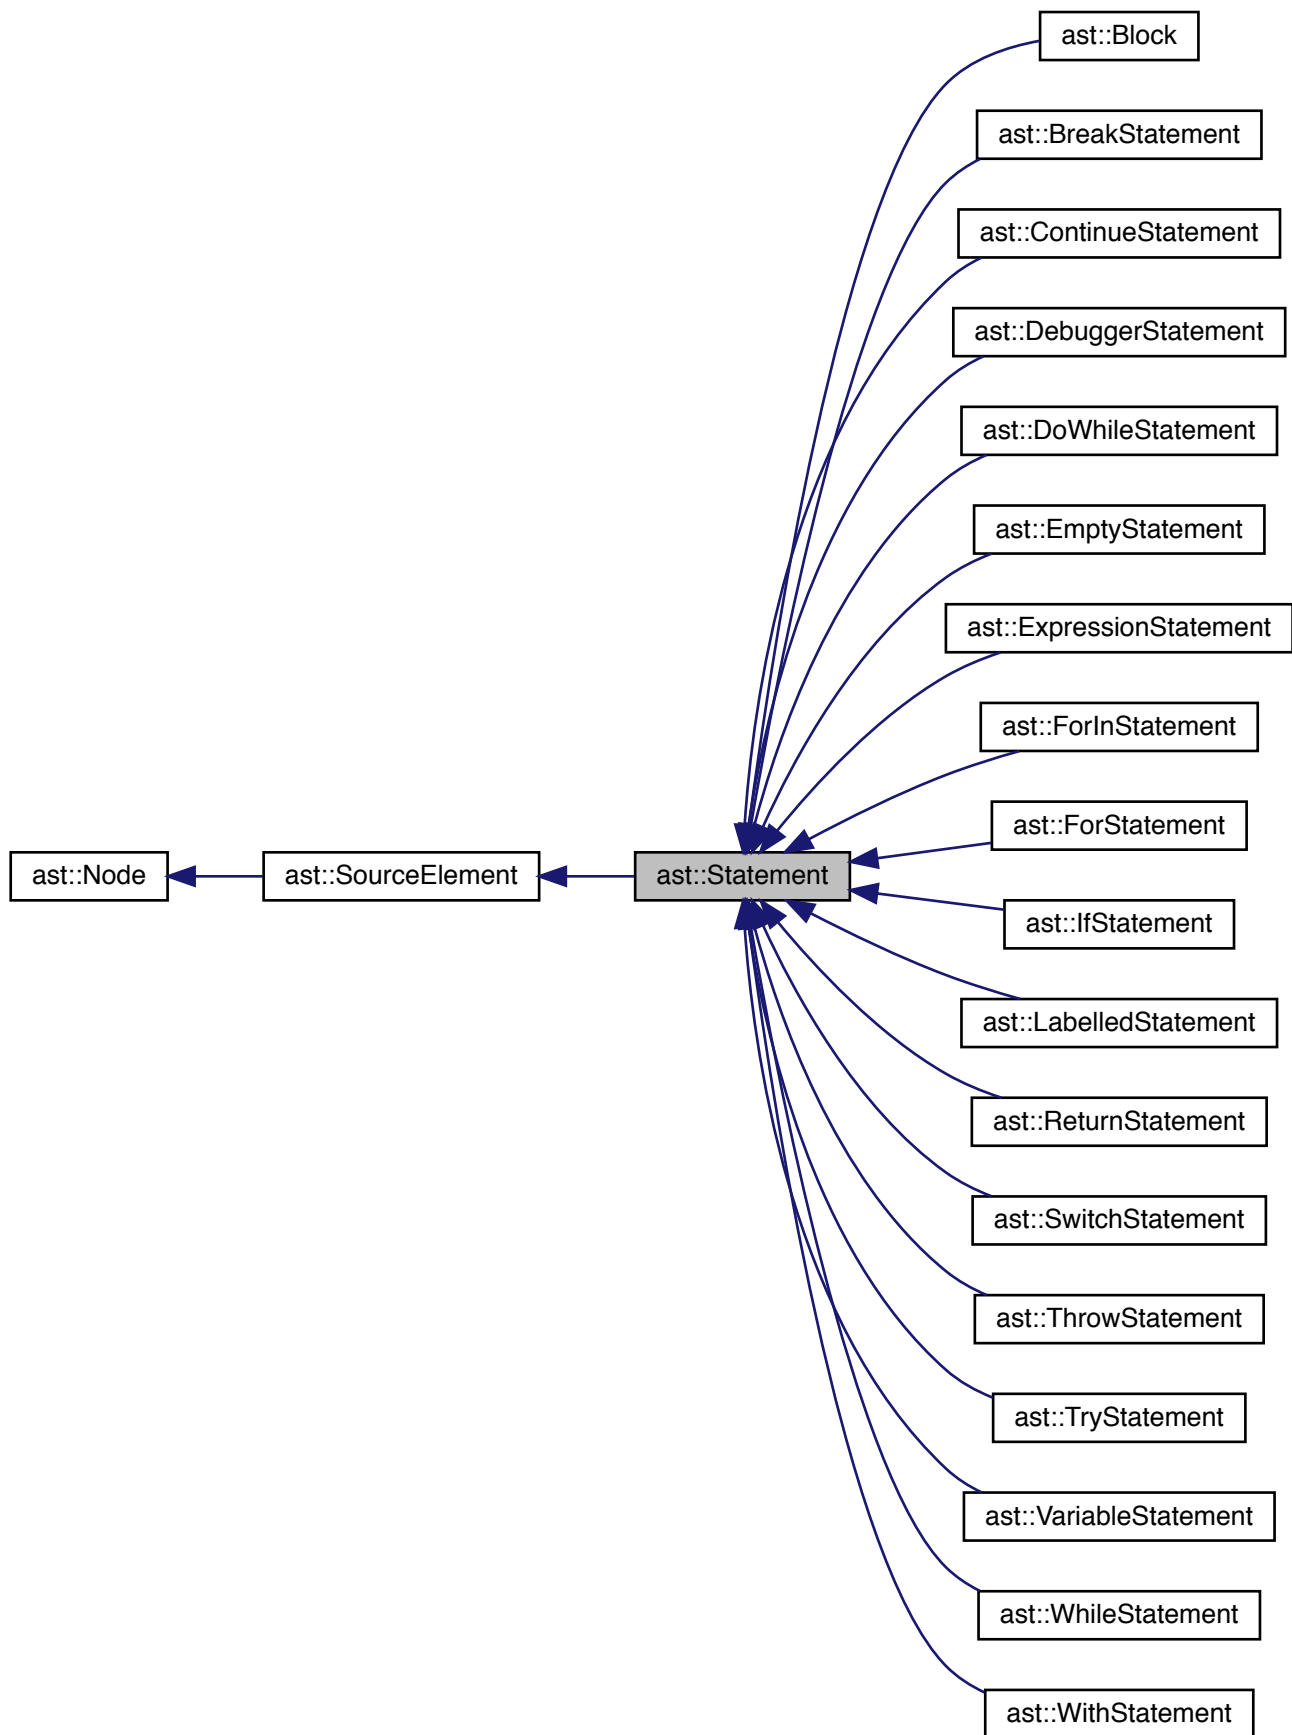 ast::Block
ast::BreakStatement
ast::ContinueStatement
ast::DebuggerStatement
ast::DoWhileStatement
ast::EmptyStatement
ast::ExpressionStatement
ast::ForInStatement
ast::ForStatement
ast::Node
ast::SourceElement
ast::Statement
ast::IfStatement
ast::LabelledStatement
ast::ReturnStatement
ast::SwitchStatement
ast::ThrowStatement
ast::TryStatement
ast::VariableStatement
ast::WhileStatement
ast::WithStatement